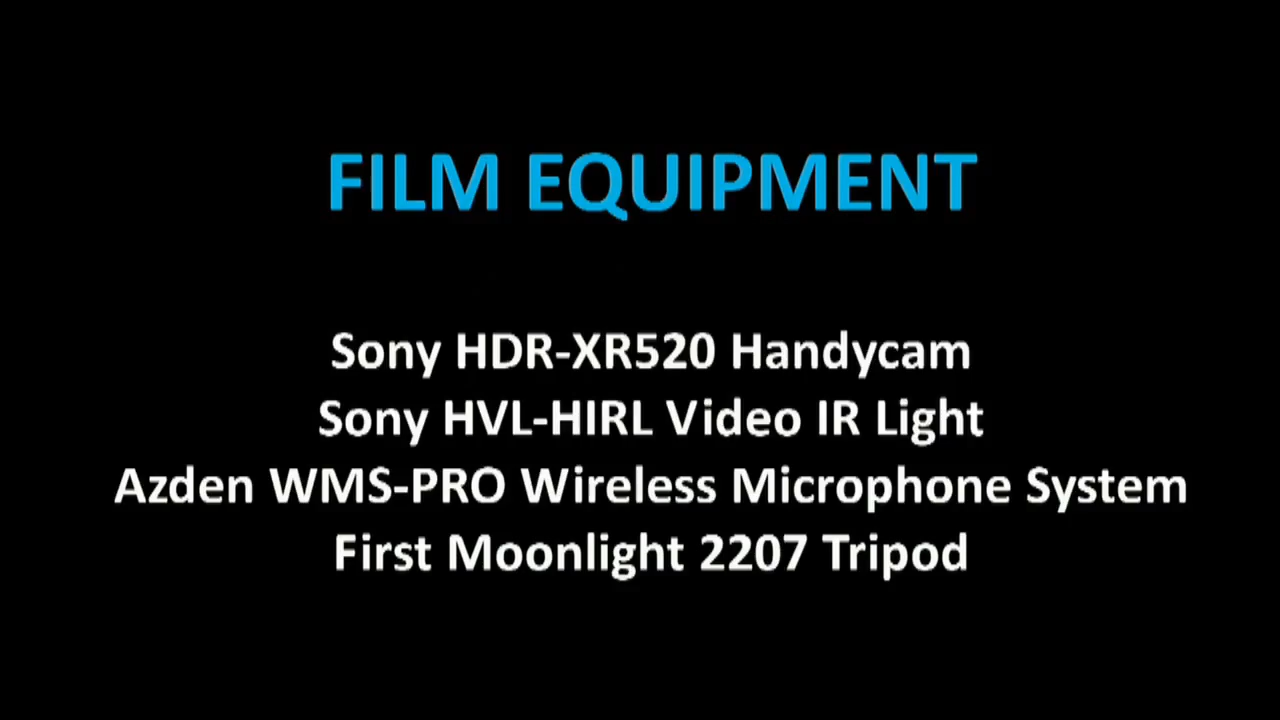 FILM EQUIPMENT
Sony HDR-XR520 Handycam
Sony HVL-HIRL Video IR Light
Azden WMS-PRO Wireless Microphone System
First Moonlight 2207 Tripod